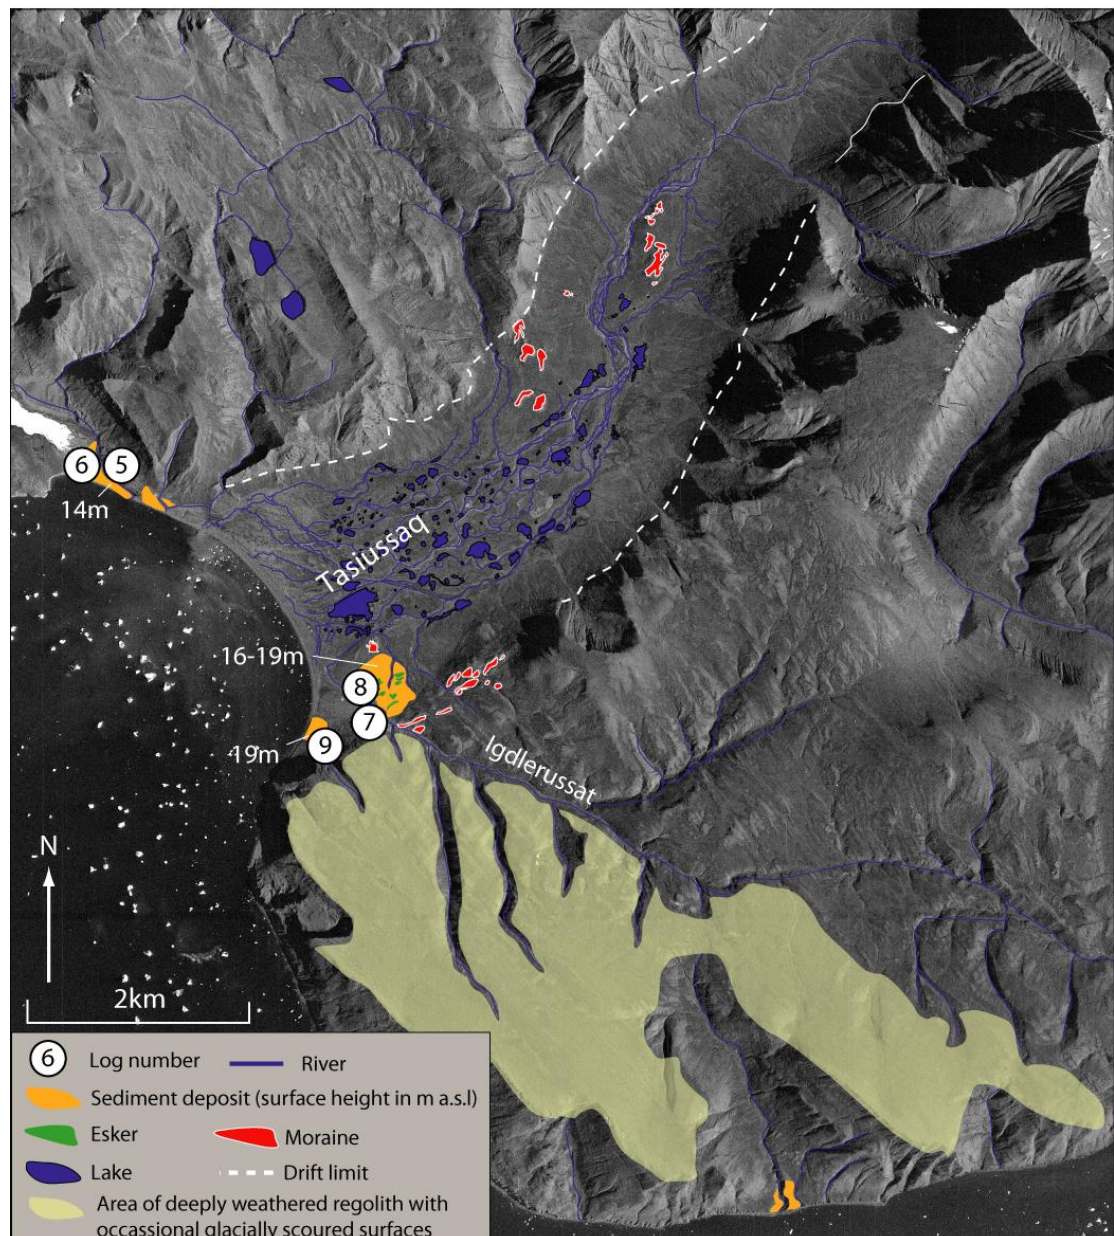 6
5
14m
Tasiussaq
16-19m
8
7
19m
9
Igdlerussat
N
2km
6 Log number
River
Sediment deposit (surface height in m a.s.l)
Esker
Moraine
Lake
Drift limit
Area of deeply weathered regolith with
occassional glacially scoured surfaces